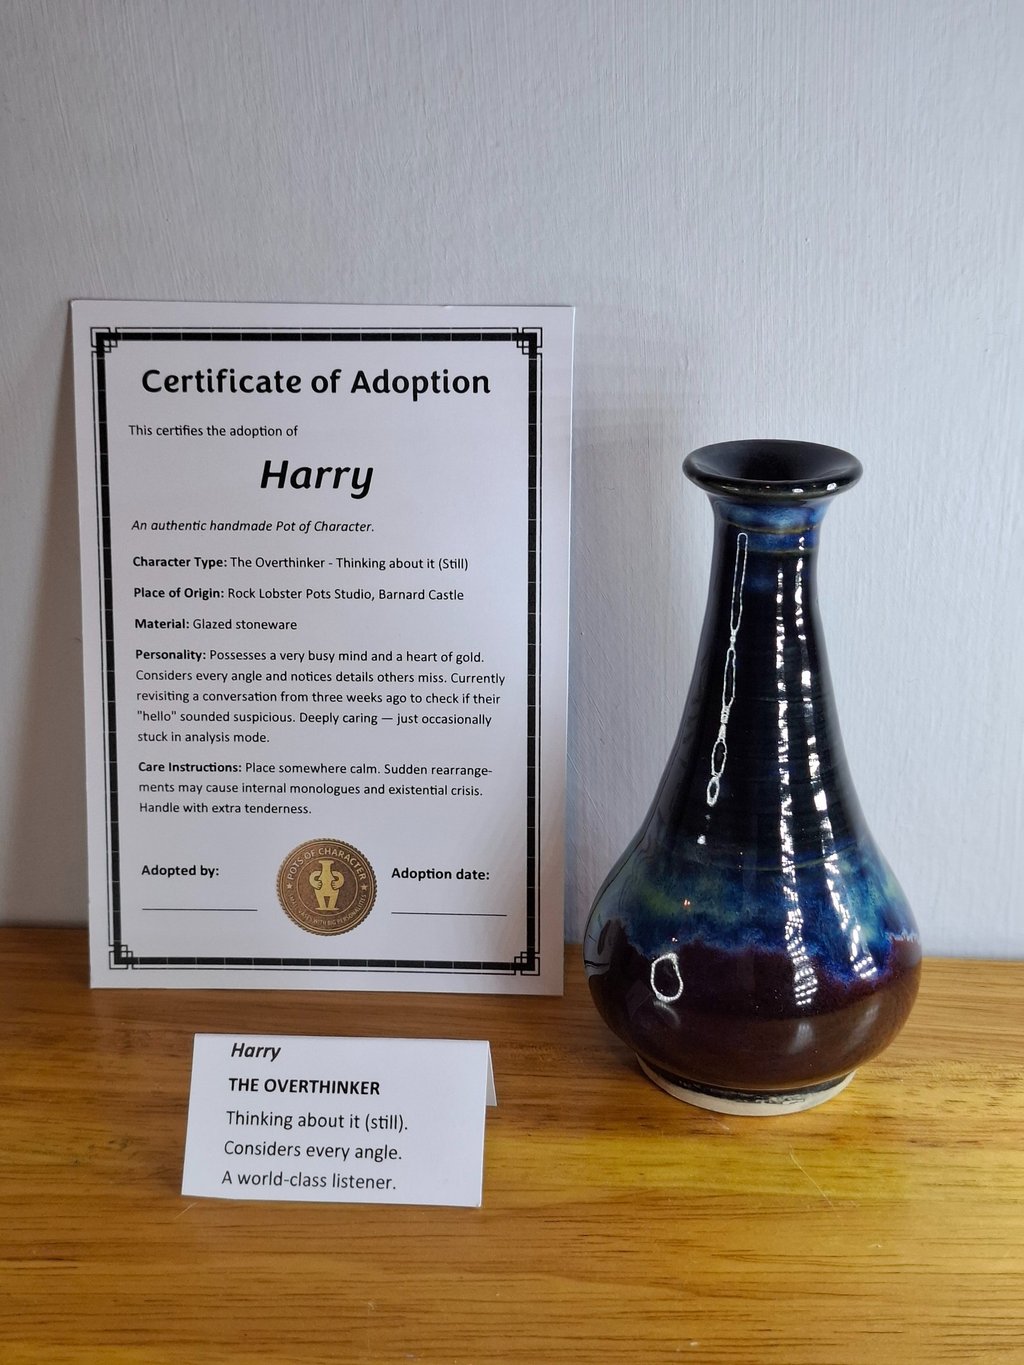 Certificate of Adoption
This certifies the adoption of
Harry
An authentic handmade Pot of Character.
Character Type: The Overthinker - Thinking about it (Still)
Place of Origin: Rock Lobster Pots Studio, Barnard Castle
Material: Glazed stoneware
Personality: Possesses a very busy mind and a heart of gold.
Considers every angle and notices details others miss. Currently
revisiting a conversation from three weeks ago to check if their
"hello" sounded suspicious. Deeply caring — just occasionally
stuck in analysis mode.
Care Instructions: Place somewhere calm. Sudden rearrange-
ments may cause internal monologues and existential crisis.
Handle with extra tenderness.
Adopted by:
POTS OF CHARACTER
WITH BIG PERSONALITIES
Adoption date:
Harry
THE OVERTHINKER
Thinking about it (still).
Considers every angle.
A world-class listener.